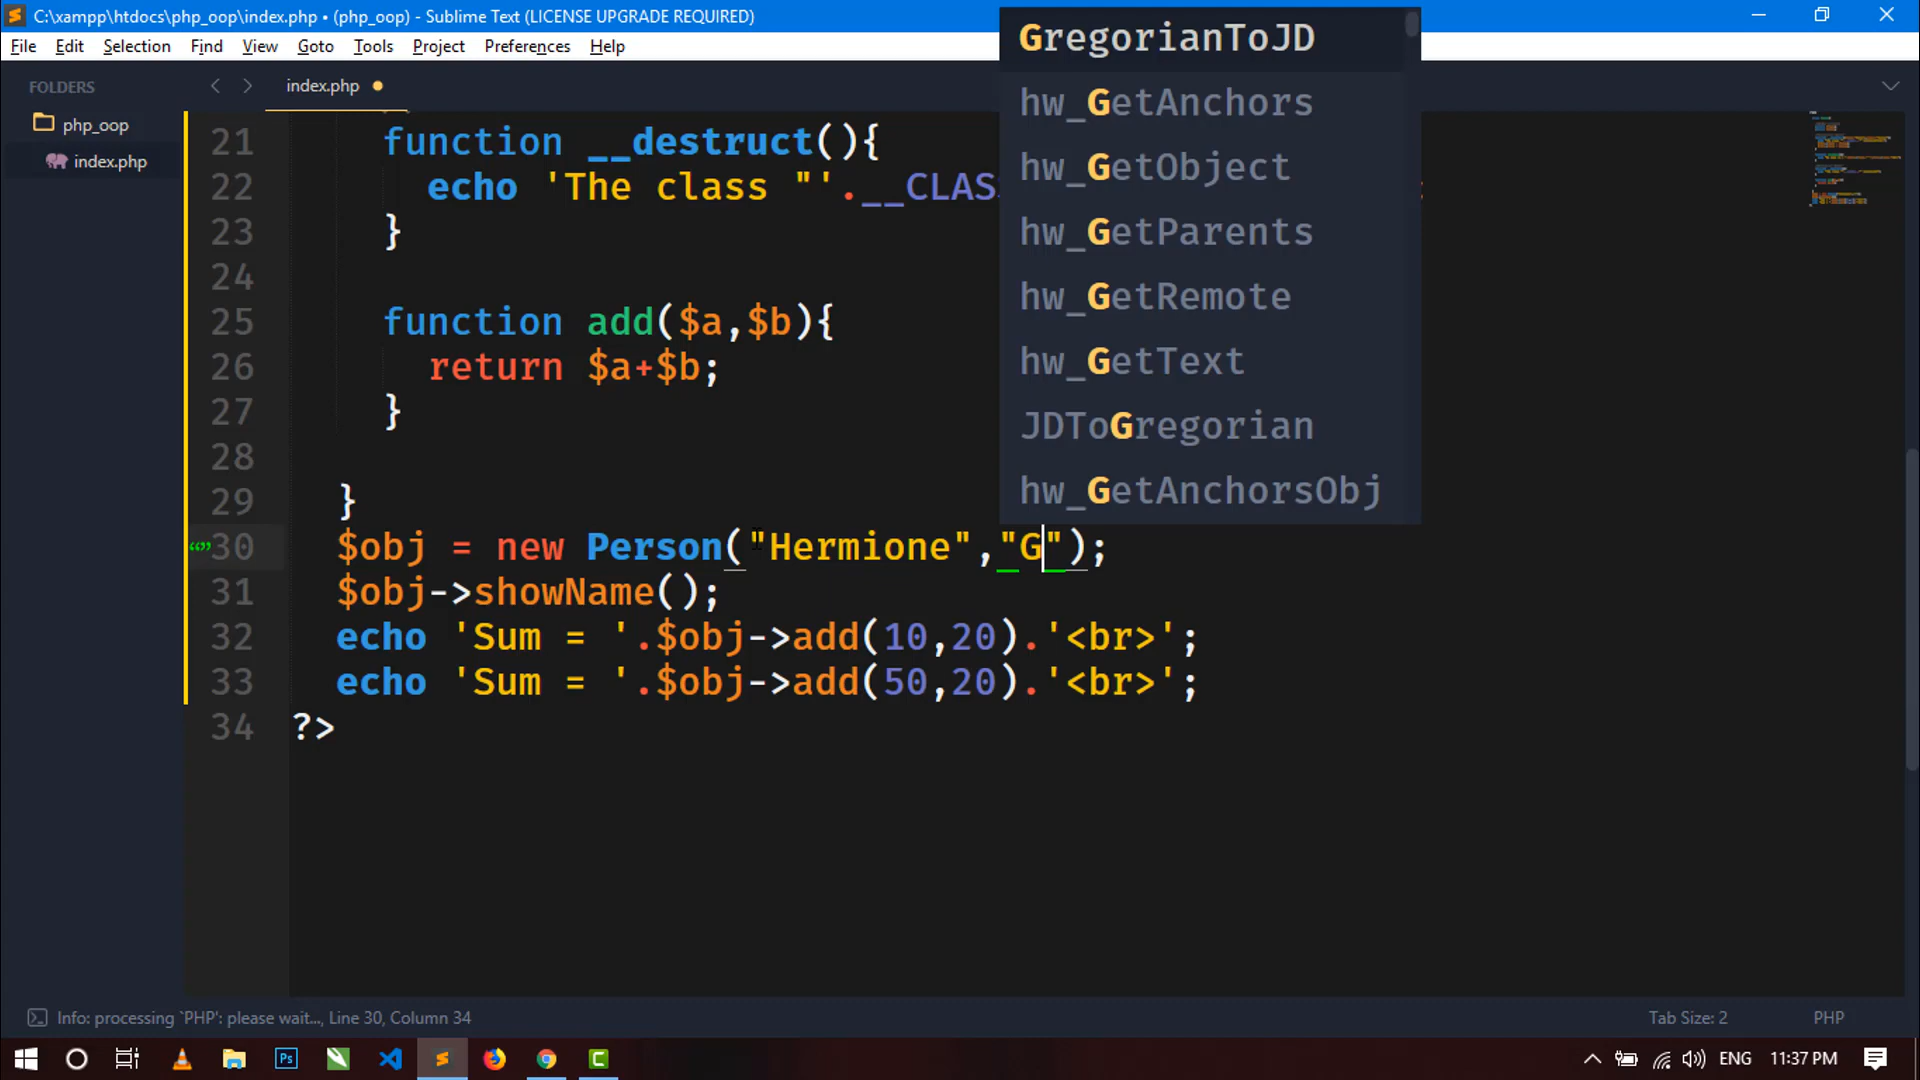 C:\xampp\htdocs\php_oop\index.php • (php_oop) - Sublime Text (LICENSE UPGRADE REQUIRED)
File Edit Selection Find View Goto Tools Project Preferences Help
FOLDERS
php_oop
index.php
index.php
21 function __destruct(){
22 echo 'The class "'.__CLASS
23 }
24
25 function add($a,$b){
26 return $a+$b;
27 }
28
29 }
30 $obj = new Person("Hermione","G");
31 $obj->showName();
32 echo 'Sum = '.$obj->add(10,20).'<br>';
33 echo 'Sum = '.$obj->add(50,20).'<br>';
34 ?>
GregorianToJD
hw_GetAnchors
hw_GetObject
hw_GetParents
hw_GetRemote
hw_GetText
JDToGregorian
hw_GetAnchorsObj
Info: processing `PHP': please wait..., Line 30, Column 34
Tab Size: 2
PHP
Ps
ENG
11:37 PM